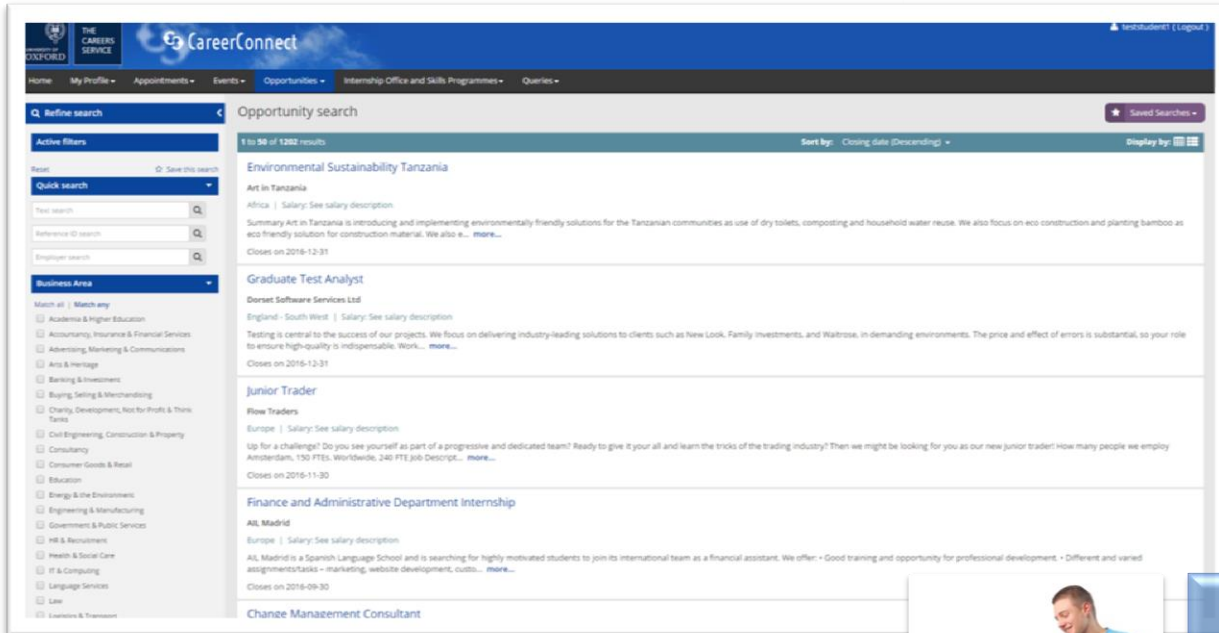 UNIVERSITY OF
OXFORD
THE
CAREERS
SERVICE
CareerConnect
teststudent1 ( Logout )
Home My Profile Appointments Events Opportunities Internship Office and Skills Programmes Queries
Refine search
Active filters
Reset Save this search
Quick search
Text search
Reference ID search
Employer search
Business Area
Match all | Match any
Academia & Higher Education
Accountancy, Insurance & Financial Services
Advertising, Marketing & Communications
Arts & Heritage
Banking & Investment
Buying, Selling & Merchandising
Charity, Development, Not for Profit & Think
Tanks
Civil Engineering, Construction & Property
Consultancy
Consumer Goods & Retail
Education
Energy & the Environment
Engineering & Manufacturing
Government & Public Services
HR & Recruitment
Health & Social Care
IT & Computing
Language Services
Law
Logistics & Transport
Opportunity search
Saved Searches
1 to 50 of 1202 results Sort by: Closing date (Descending) Display by:
Environmental Sustainability Tanzania
Art in Tanzania
Africa | Salary: See salary description
Summary Art in Tanzania is introducing and implementing environmentally friendly solutions for the Tanzanian communities as use of dry toilets, composting and household water reuse. We also focus on eco construction and planting bamboo as
eco friendly solution for construction material. We also e... more...
Closes on 2016-12-31
Graduate Test Analyst
Dorset Software Services Ltd
England - South West | Salary: See salary description
Testing is central to the success of our projects. We focus on delivering industry-leading solutions to clients such as New Look, Family Investments, and Waitrose, in demanding environments. The price and effect of errors is substantial, so your role
to ensure high-quality is indispensable. Work... more...
Closes on 2016-12-31
Junior Trader
Flow Traders
Europe | Salary: See salary description
Up for a challenge? Do you see yourself as part of a progressive and dedicated team? Ready to give it your all and learn the tricks of the trading industry? Then we might be looking for you as our new junior trader! How many people we employ
Amsterdam, 150 FTEs. Worldwide, 240 FTE Job Descript... more...
Closes on 2016-11-30
Finance and Administrative Department Internship
AIL Madrid
Europe | Salary: See salary description
AIL Madrid is a Spanish Language School and is searching for highly motivated students to join its international team as a financial assistant. We offer: • Good training and opportunity for professional development. • Different and varied
assignments/tasks – marketing, website development, custo... more...
Closes on 2016-09-30
Change Management Consultant